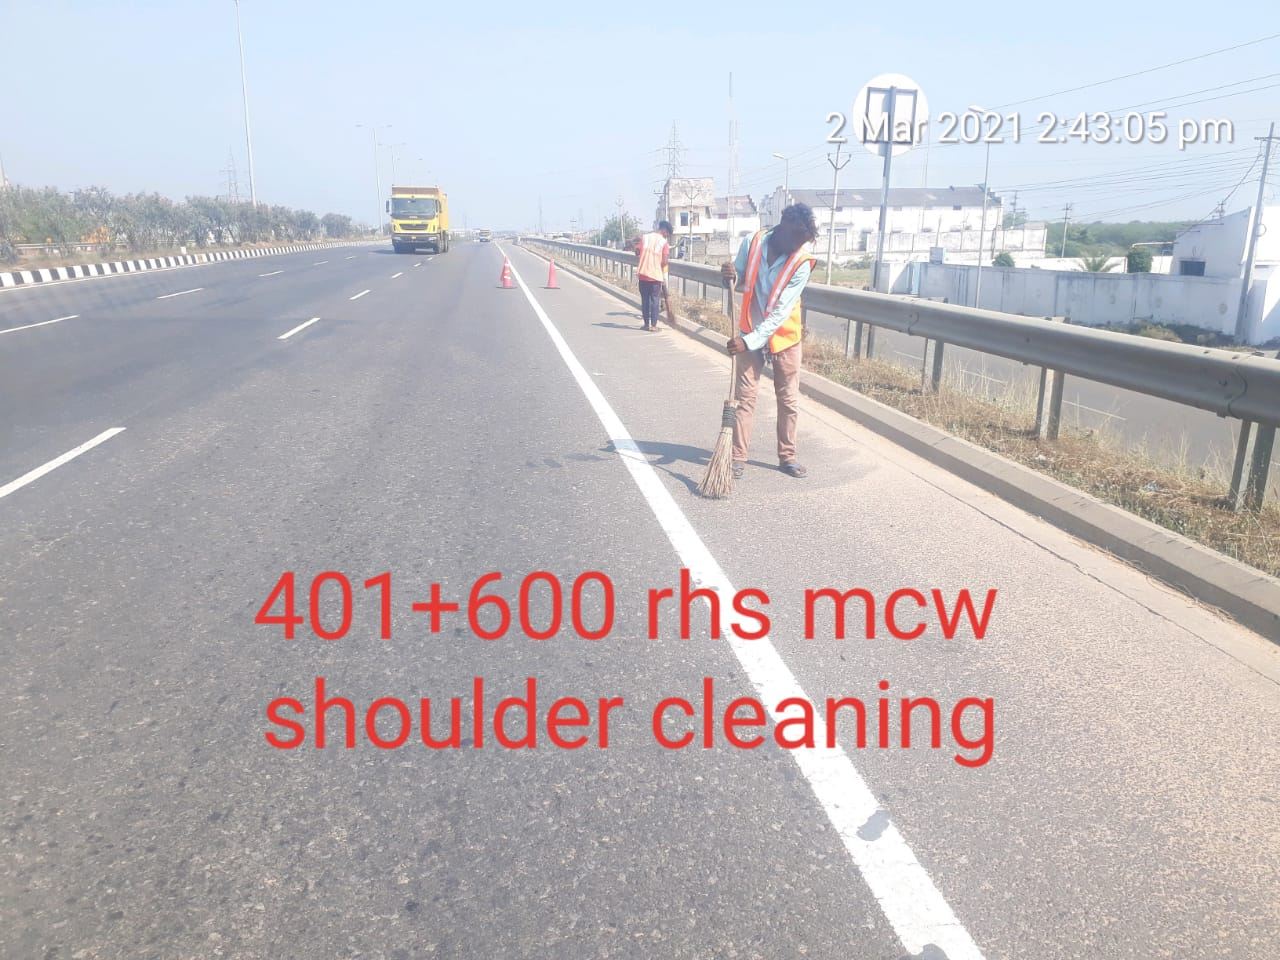 2 Mar 2021 2:43:05 pm
401+600 rhs mcw
shoulder cleaning